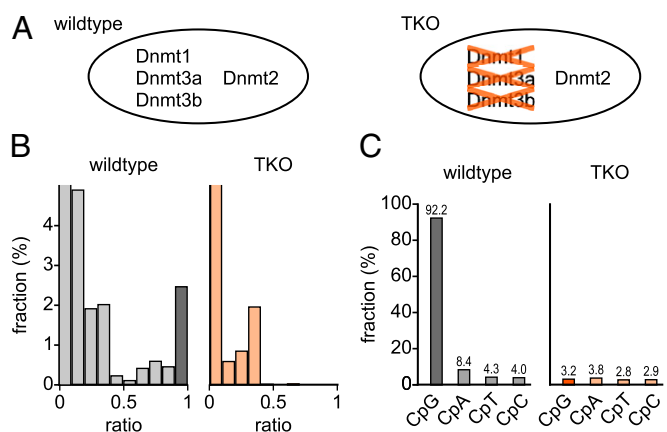 A
wildtype
TKO
Dnmt1
Dnmt3a
Dnmt2
Dnmt3b
Dnmt1
Dnmt3a
Dnmt2
Dnmt3b
B
wildtype
TKO
fraction (%)
4
3
2
1
0
0
0.5
1
0
0.5
1
ratio
ratio
C
wildtype
TKO
fraction (%)
100
80
60
40
20
0
92.2
8.4
4.3
4.0
3.2
3.8
2.8
2.9
CpG
CpA
CpT
CpC
CpG
CpA
CpT
CpC